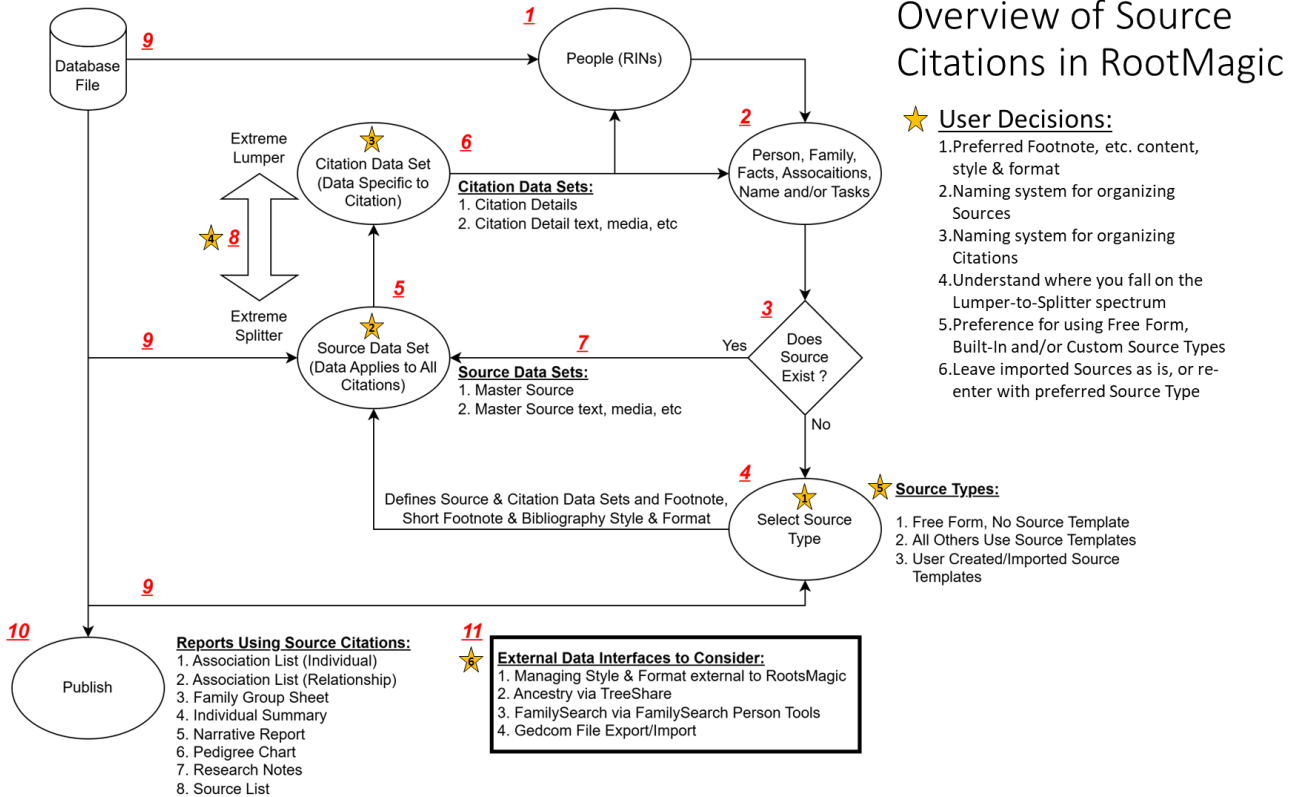 Overview of Source
Citations in RootMagic
User Decisions:
1.Preferred Footnote, etc. content,
style & format
2.Naming system for organizing
Sources
3.Naming system for organizing
Citations
4.Understand where you fall on the
Lumper-to-Splitter spectrum
5.Preference for using Free Form,
Built-In and/or Custom Source Types
6.Leave imported Sources as is, or re-
enter with preferred Source Type
Database
File
9
1
People (RINs)
2
Person, Family,
Facts, Assocaitions,
Name and/or Tasks
Extreme
Lumper
4
8
Extreme
Splitter
3
Citation Data Set
(Data Specific to
Citation)
6
Citation Data Sets:
1. Citation Details
2. Citation Detail text, media, etc
5
9
2
Source Data Set
(Data Applies to All
Citations)
7
Source Data Sets:
1. Master Source
2. Master Source text, media, etc
3
Does
Source
Exist ?
Yes
No
4
1
Select Source
Type
Defines Source & Citation Data Sets and Footnote,
Short Footnote & Bibliography Style & Format
5
Source Types:
1. Free Form, No Source Template
2. All Others Use Source Templates
3. User Created/Imported Source
Templates
9
10
Publish
Reports Using Source Citations:
1. Association List (Individual)
2. Association List (Relationship)
3. Family Group Sheet
4. Individual Summary
5. Narrative Report
6. Pedigree Chart
7. Research Notes
8. Source List
11
6
External Data Interfaces to Consider:
1. Managing Style & Format external to RootsMagic
2. Ancestry via TreeShare
3. FamilySearch via FamilySearch Person Tools
4. Gedcom File Export/Import